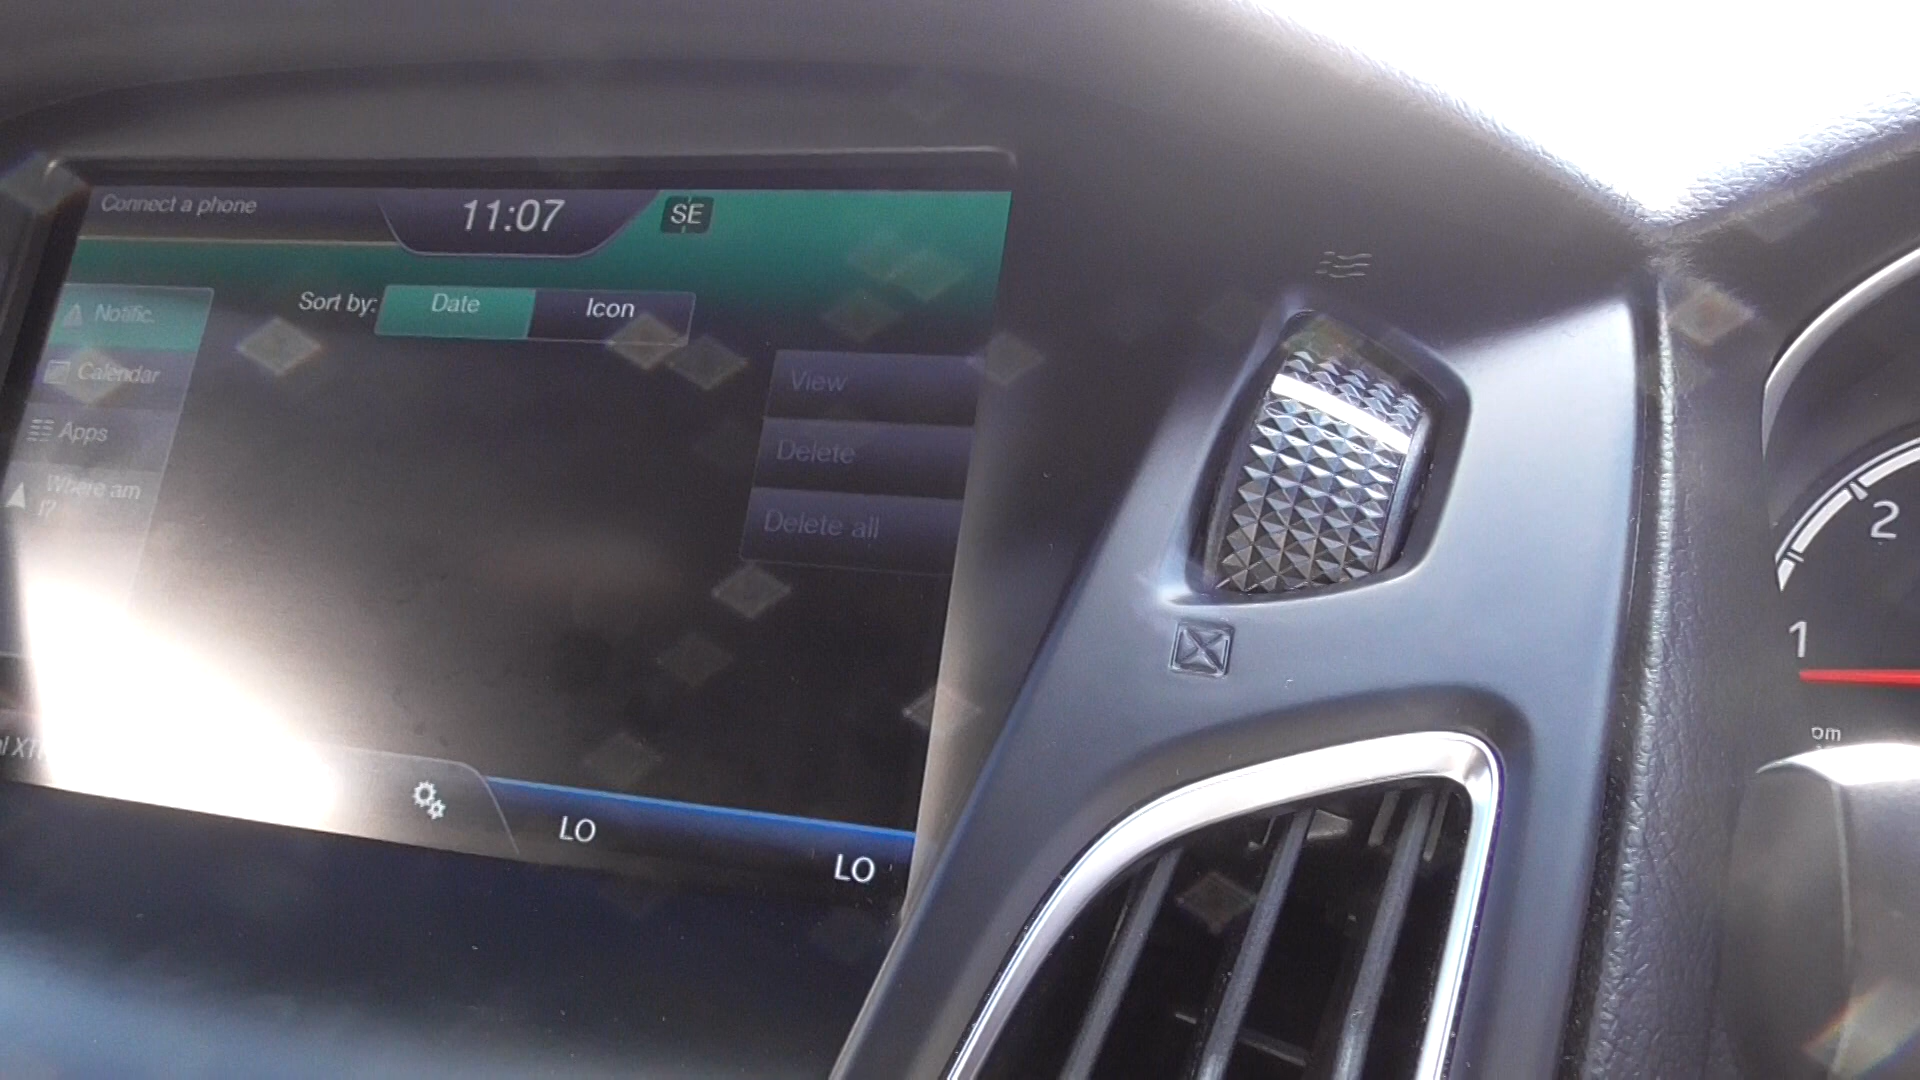 Connect a phone
11:07
SE
Sort by:
Date
Icon
Notific.
Calendar
Apps
Where am
I?
View
Delete
Delete all
LO
LO
2
1